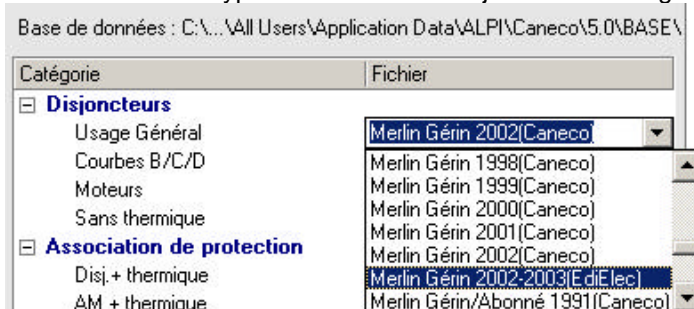 Base de données : C:\...\All Users\Application Data\ALPI\Caneco\5.0\BASE\
Catégorie Fichier
Disjoncteurs
Usage Général Merlin Gérin 2002(Caneco)
Courbes B/C/D Merlin Gérin 1998(Caneco)
Moteurs Merlin Gérin 1999(Caneco)
Merlin Gérin 2000(Caneco)
Sans thermique Merlin Gérin 2001(Caneco)
Association de protection Merlin Gérin 2002(Caneco)
Disj.+ thermique Merlin Gérin 2002-2003(EdiElec)
AM + thermique Merlin Gérin/Abonné 1991(Caneco)